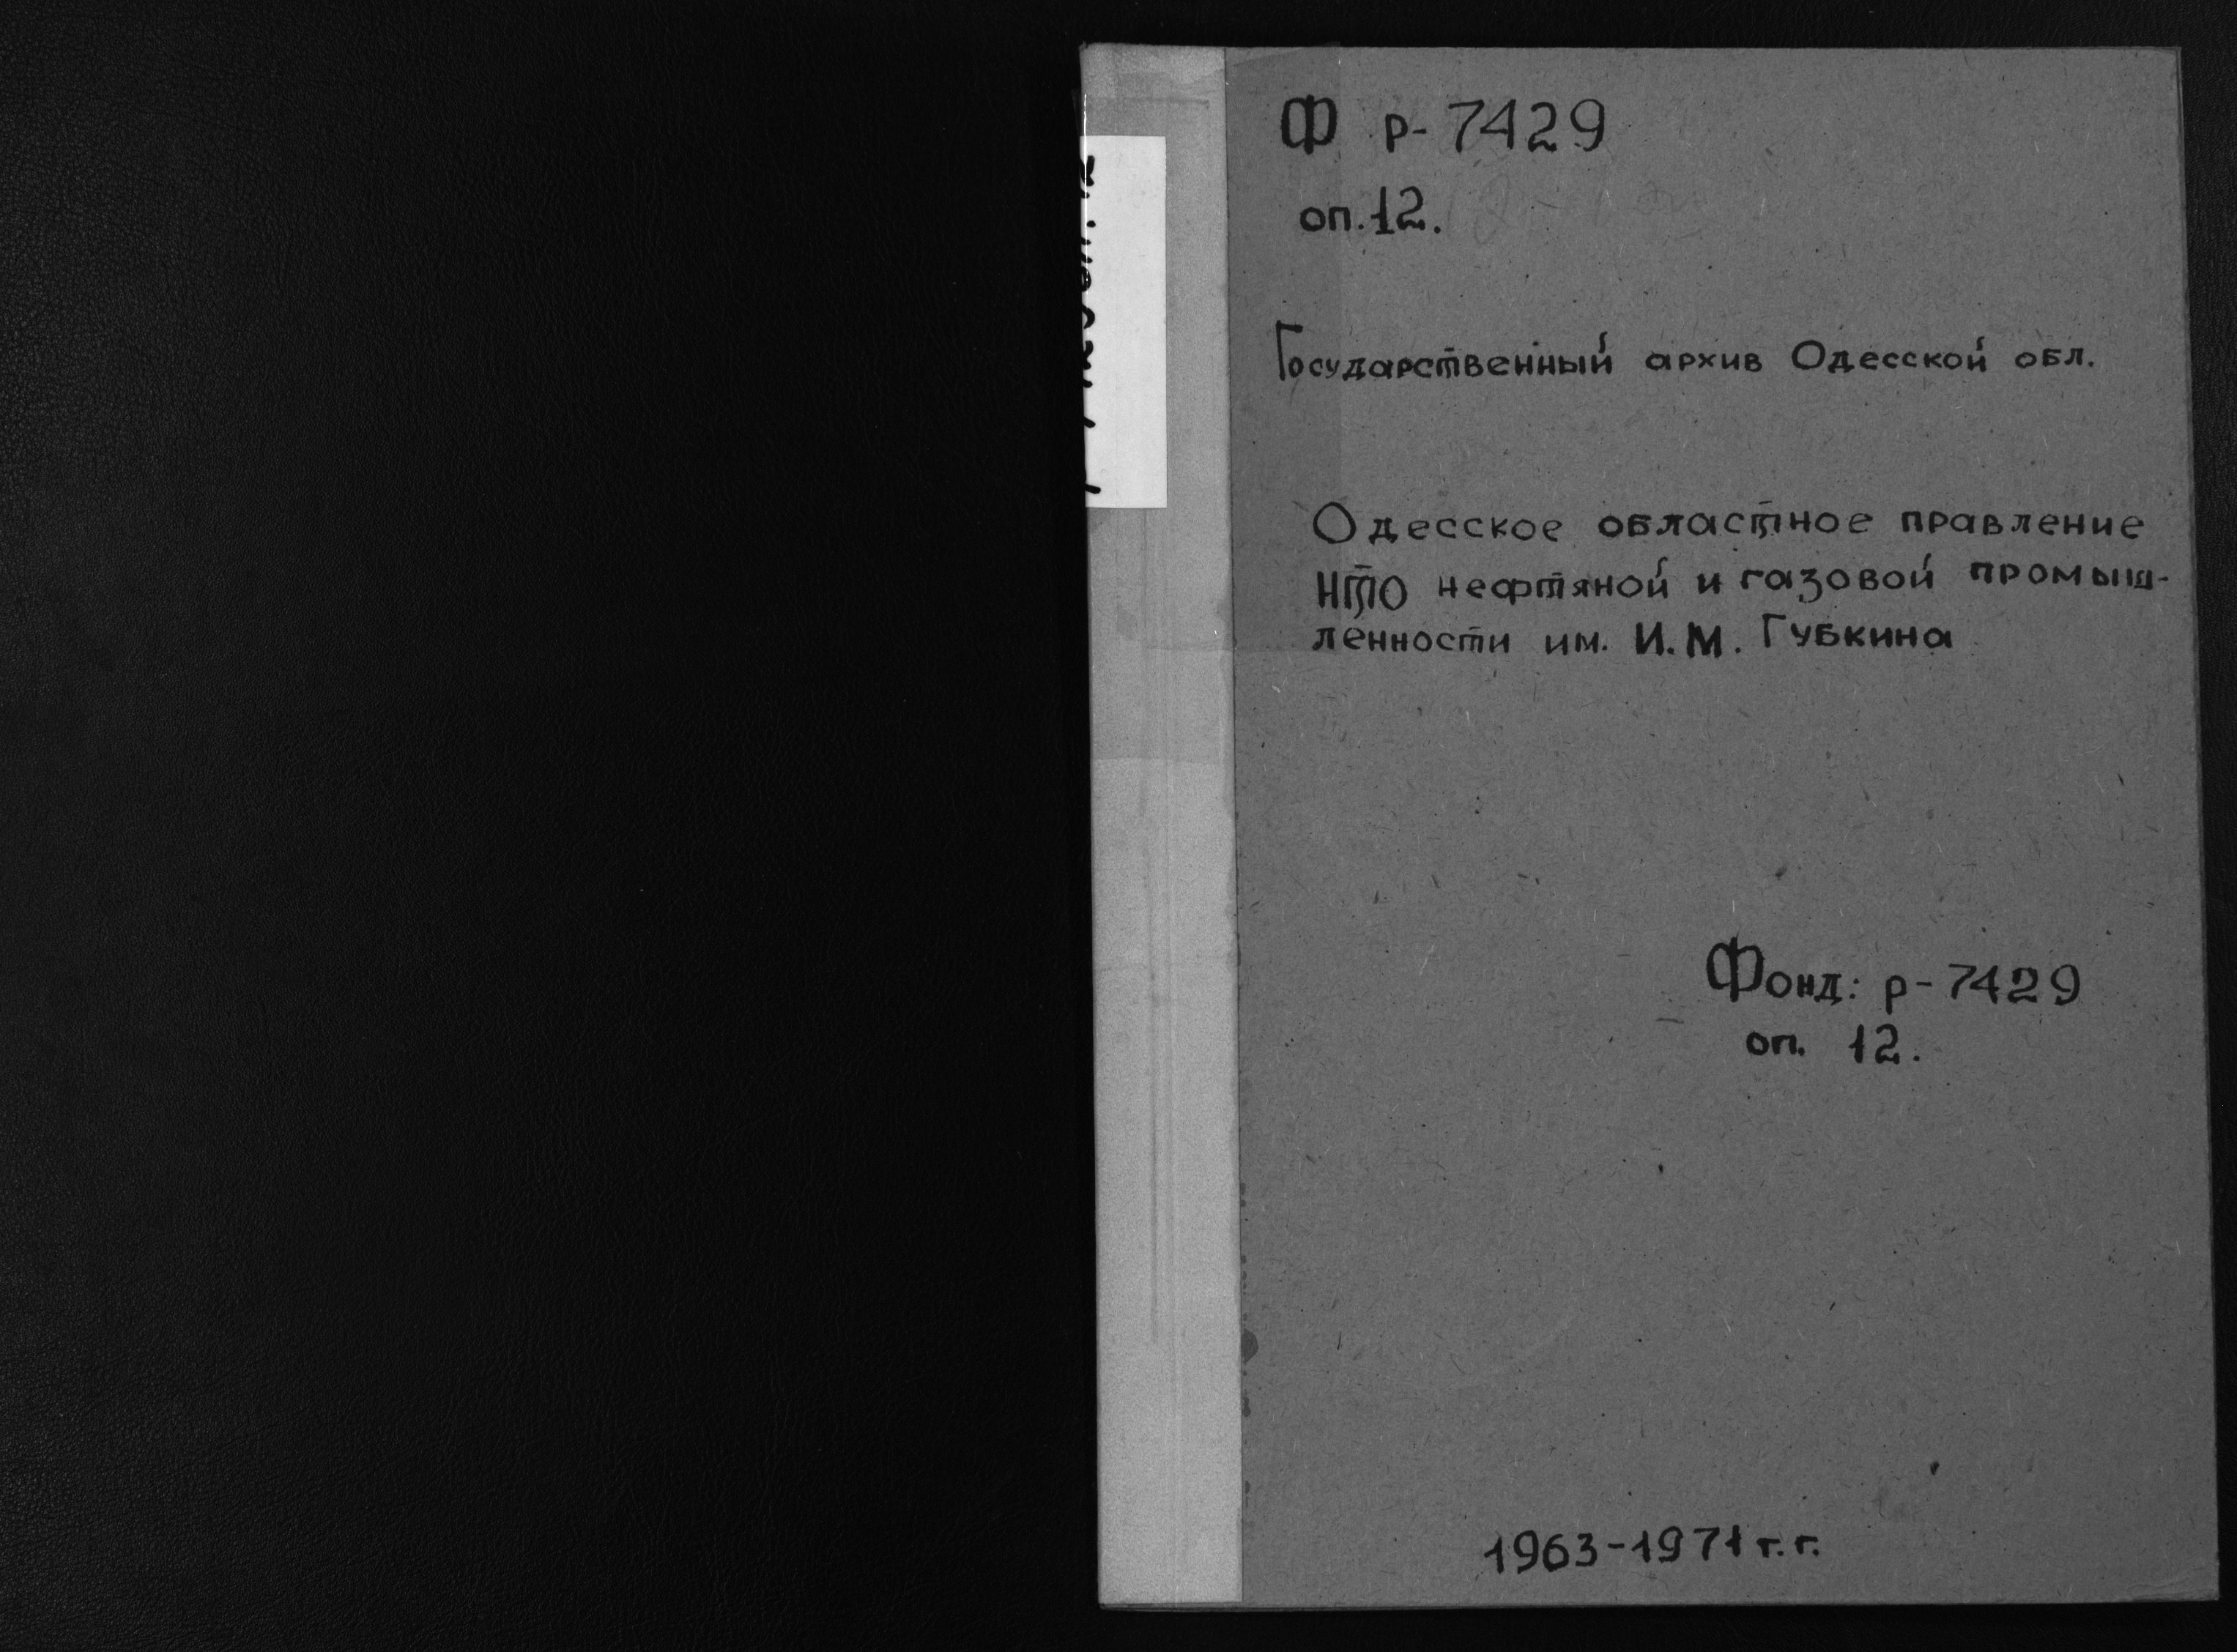 Ф р-7429
оп.12.
Государственный архив Одесской обл.
Одесское областное правление
НТО нефтяной и газовой промыш-
ленности им. И.М. Губкина
Фонд: р-7429
оп. 12.
1963-1971 г.г.